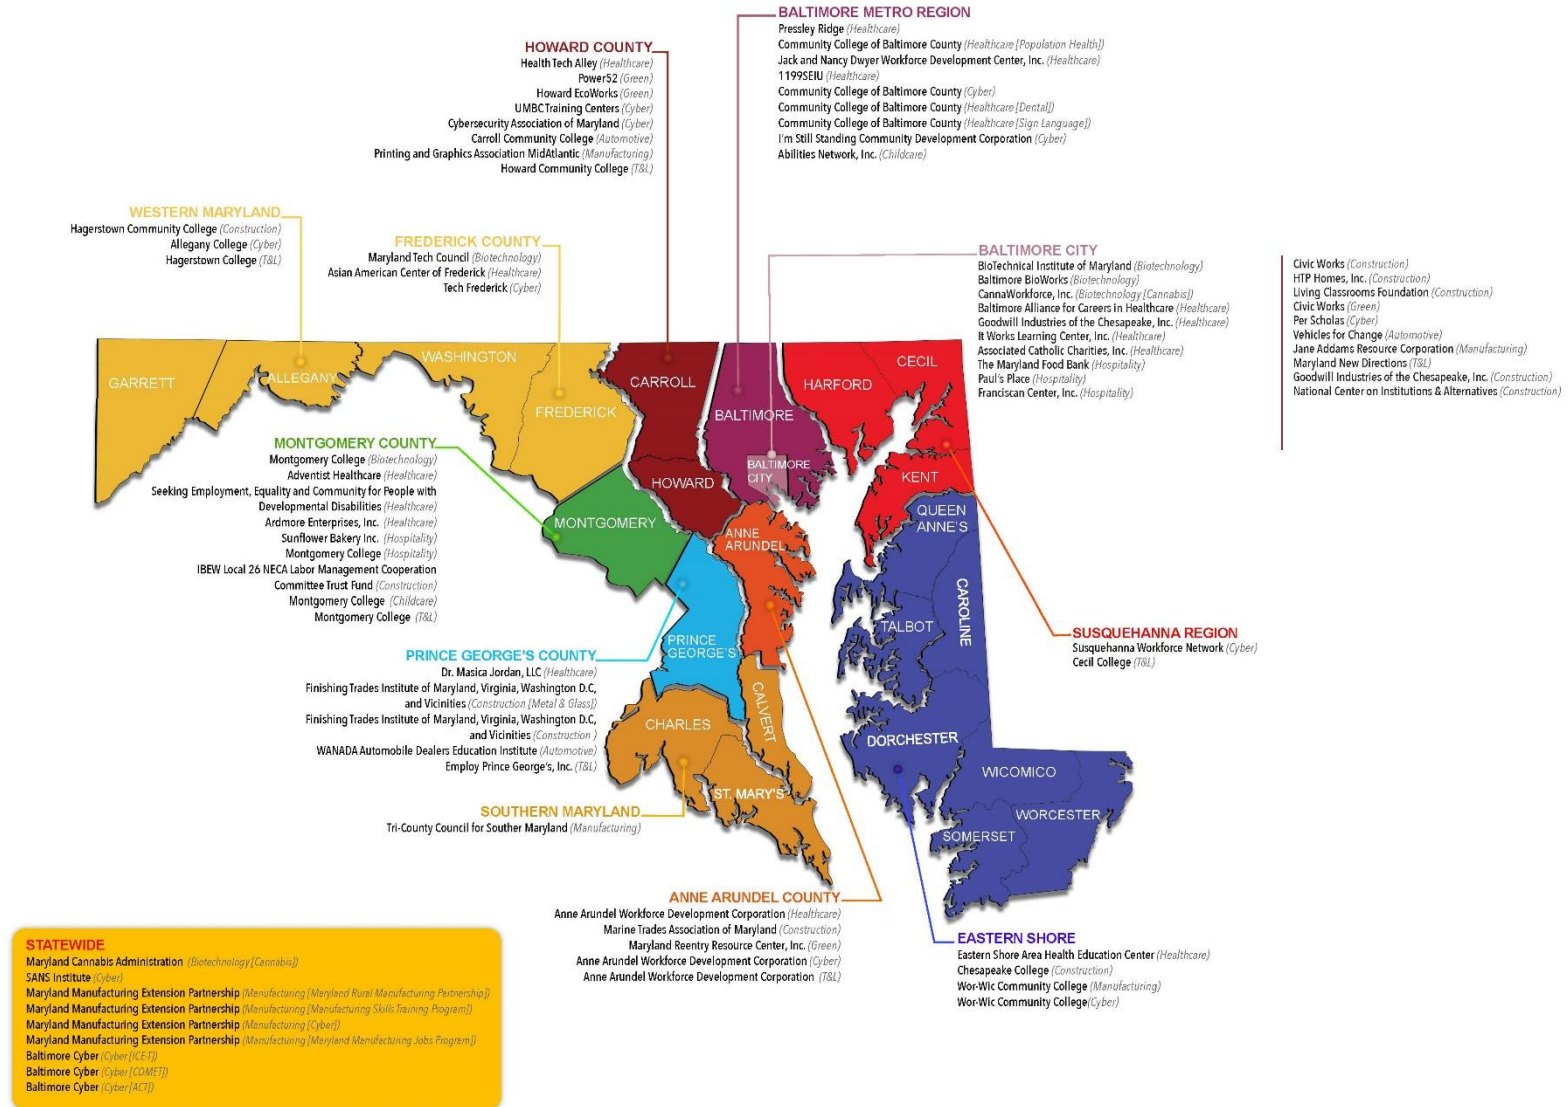 BALTIMORE METRO REGION
Pressley Ridge (Healthcare)
Community College of Baltimore County (Healthcare [Population Health])
Jack and Nancy Dwyer Workforce Development Center, Inc. (Healthcare)
1199SEIU (Healthcare)
Community College of Baltimore County (Cyber)
Community College of Baltimore County (Healthcare [Dental])
Community College of Baltimore County (Healthcare [Sign Language])
I'm Still Standing Community Development Corporation (Cyber)
Abilities Network, Inc. (Childcare)
HOWARD COUNTY
Health Tech Alley (Healthcare)
Power52 (Green)
Howard EcoWorks (Green)
UMBC Training Centers (Cyber)
Cybersecurity Association of Maryland (Cyber)
Carroll Community College (Automotive)
Printing and Graphics Association MidAtlantic (Manufacturing)
Howard Community College (T&L)
WESTERN MARYLAND
Hagerstown Community College (Construction)
Allegany College (Cyber)
Hagerstown College (T&L)
FREDERICK COUNTY
Maryland Tech Council (Biotechnology)
Asian American Center of Frederick (Healthcare)
Tech Frederick (Cyber)
BALTIMORE CITY
BioTechnical Institute of Maryland (Biotechnology)
Baltimore BioWorks (Biotechnology)
CannaWorkforce, Inc. (Biotechnology [Cannabis])
Baltimore Alliance for Careers in Healthcare (Healthcare)
Goodwill Industries of the Chesapeake, Inc. (Healthcare)
It Works Learning Center, Inc. (Healthcare)
Associated Catholic Charities, Inc. (Healthcare)
The Maryland Food Bank (Hospitality)
Paul's Place (Hospitality)
Franciscan Center, Inc. (Hospitality)
Civic Works (Construction)
HTP Homes, Inc. (Construction)
Living Classrooms Foundation (Construction)
Civic Works (Green)
Per Scholas (Cyber)
Vehicles for Change (Automotive)
Jane Addams Resource Corporation (Manufacturing)
Maryland New Directions (T&L)
Goodwill Industries of the Chesapeake, Inc. (Construction)
National Center on Institutions & Alternatives (Construction)
GARRETT
ALLEGANY
WASHINGTON
FREDERICK
CARROLL
BALTIMORE
HARFORD
CECIL
HOWARD
BALTIMORE
CITY
KENT
MONTGOMERY
ANNE
ARUNDEL
QUEEN
ANNE'S
CAROLINE
TALBOT
PRINCE
GEORGE'S
CALVERT
CHARLES
ST. MARY'S
DORCHESTER
WICOMICO
WORCESTER
SOMERSET
MONTGOMERY COUNTY
Montgomery College (Biotechnology)
Adventist Healthcare (Healthcare)
Seeking Employment, Equality and Community for People with
Developmental Disabilities (Healthcare)
Ardmore Enterprises, Inc. (Healthcare)
Sunflower Bakery Inc. (Hospitality)
Montgomery College (Hospitality)
IBEW Local 26 NECA Labor Management Cooperation
Committee Trust Fund (Construction)
Montgomery College (Childcare)
Montgomery College (T&L)
SUSQUEHANNA REGION
Susquehanna Workforce Network (Cyber)
Cecil College (T&L)
PRINCE GEORGE'S COUNTY
Dr. Masica Jordan, LLC (Healthcare)
Finishing Trades Institute of Maryland, Virginia, Washington D.C,
and Vicinities (Construction [Metal & Glass])
Finishing Trades Institute of Maryland, Virginia, Washington D.C,
and Vicinities (Construction )
WANADA Automobile Dealers Education Institute (Automotive)
Employ Prince George's, Inc. (T&L)
SOUTHERN MARYLAND
Tri-County Council for Souther Maryland (Manufacturing)
ANNE ARUNDEL COUNTY
Anne Arundel Workforce Development Corporation (Healthcare)
Marine Trades Association of Maryland (Construction)
Maryland Reentry Resource Center, Inc. (Green)
Anne Arundel Workforce Development Corporation (Cyber)
Anne Arundel Workforce Development Corporation (T&L)
EASTERN SHORE
Eastern Shore Area Health Education Center (Healthcare)
Chesapeake College (Construction)
Wor-Wic Community College (Manufacturing)
Wor-Wic Community College(Cyber)
STATEWIDE
Maryland Cannabis Administration (Biotechnology [Cannabis])
SANS Institute (Cyber)
Maryland Manufacturing Extension Partnership (Manufacturing [Maryland Rural Manufacturing Partnership])
Maryland Manufacturing Extension Partnership (Manufacturing [Manufacturing Skills Training Program])
Maryland Manufacturing Extension Partnership (Manufacturing [Cyber])
Maryland Manufacturing Extension Partnership (Manufacturing [Maryland Manufacturing Jobs Program])
Baltimore Cyber (Cyber [ICE-T])
Baltimore Cyber (Cyber [COMET])
Baltimore Cyber (Cyber [ACT])